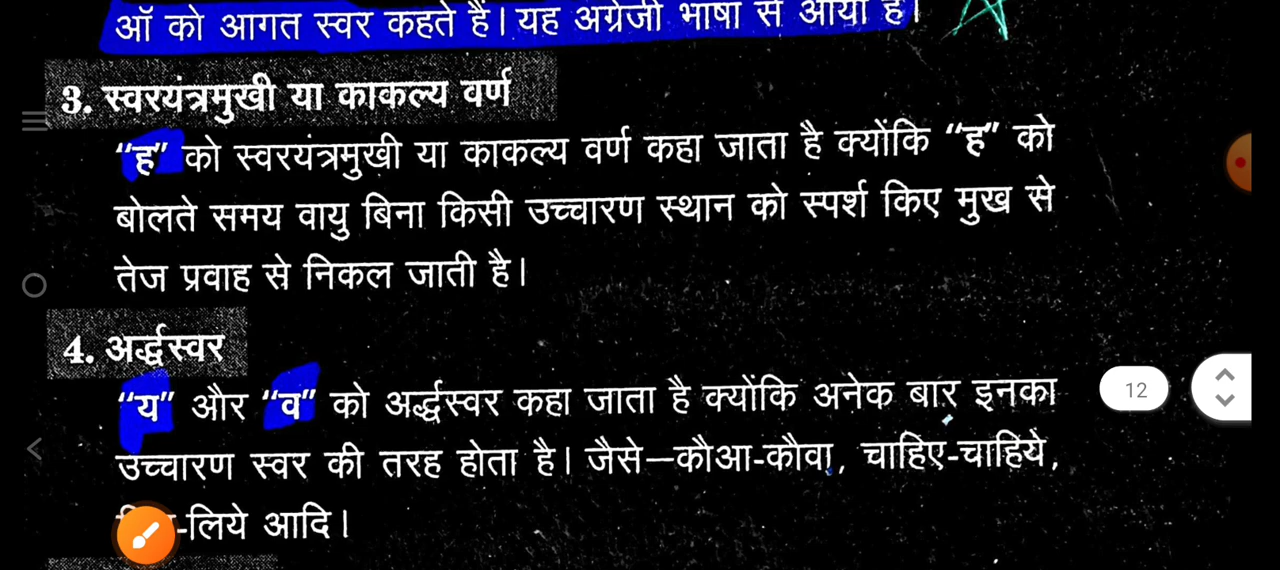 ऑ को आगत स्वर कहते हैं। यह अंग्रेजी भाषा से आया है।
3. स्वरयंत्रमुखी या काकल्य वर्ण
“ह” को स्वरयंत्रमुखी या काकल्य वर्ण कहा जाता है क्योंकि “ह” को
बोलते समय वायु बिना किसी उच्चारण स्थान को स्पर्श किए मुख से
तेज प्रवाह से निकल जाती है।
4. अर्द्धस्वर
“य” और “व” को अर्द्धस्वर कहा जाता है क्योंकि अनेक बार इनका
12
उच्चारण स्वर की तरह होता है। जैसे—कौआ-कौवा, चाहिए-चाहिये,
-लिये आदि।